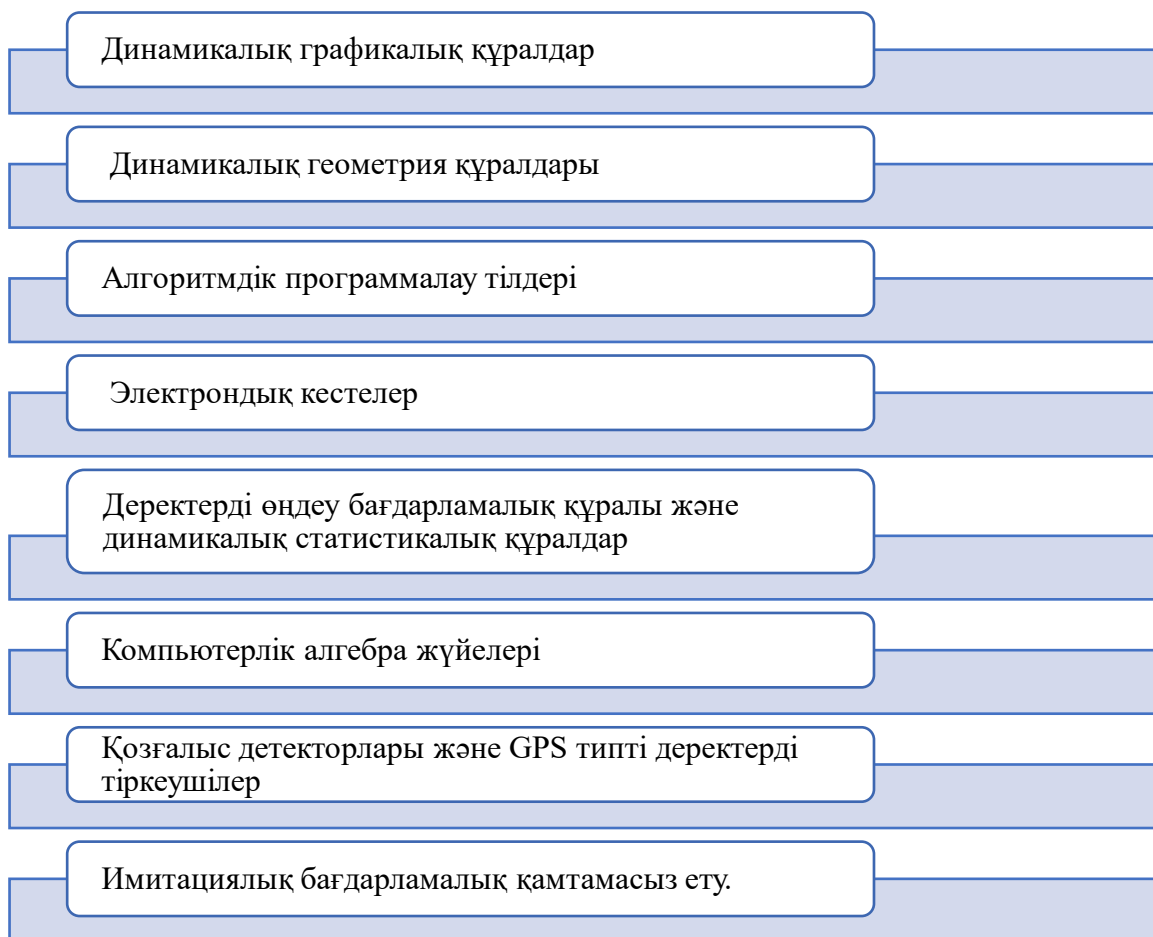 Динамикалық графикалық құралдар
Динамикалық геометрия құралдары
Алгоритмдік программалау тілдері
Электрондық кестелер
Деректерді өңдеу бағдарламалық құралы және
динамикалық статистикалық құралдар
Компьютерлік алгебра жүйелері
Қозғалыс детекторлары және GPS типті деректерді
тіркеушілер
Имитациялық бағдарламалық қамтамасыз ету.